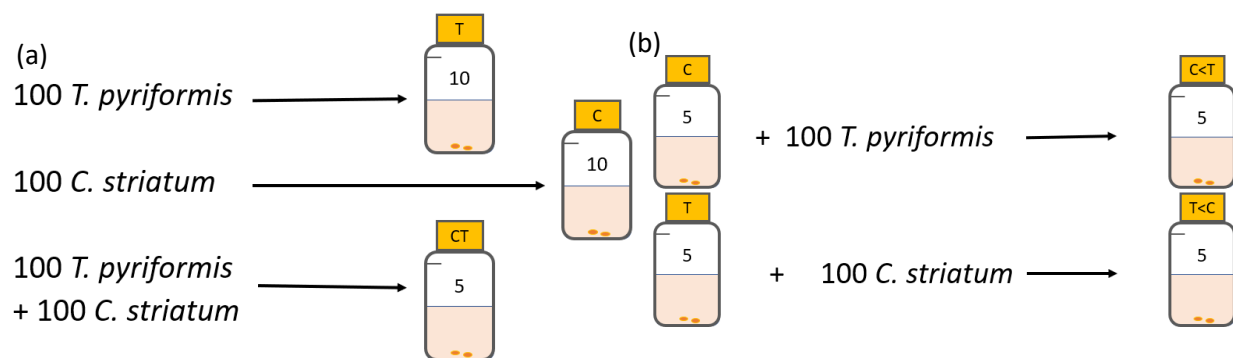 (a)
100 T. pyriformis
T
10
100 C. striatum
C
10
100 T. pyriformis
+ 100 C. striatum
CT
5
(b)
C
5
+ 100 T. pyriformis
C<T
5
T
5
+ 100 C. striatum
T<C
5